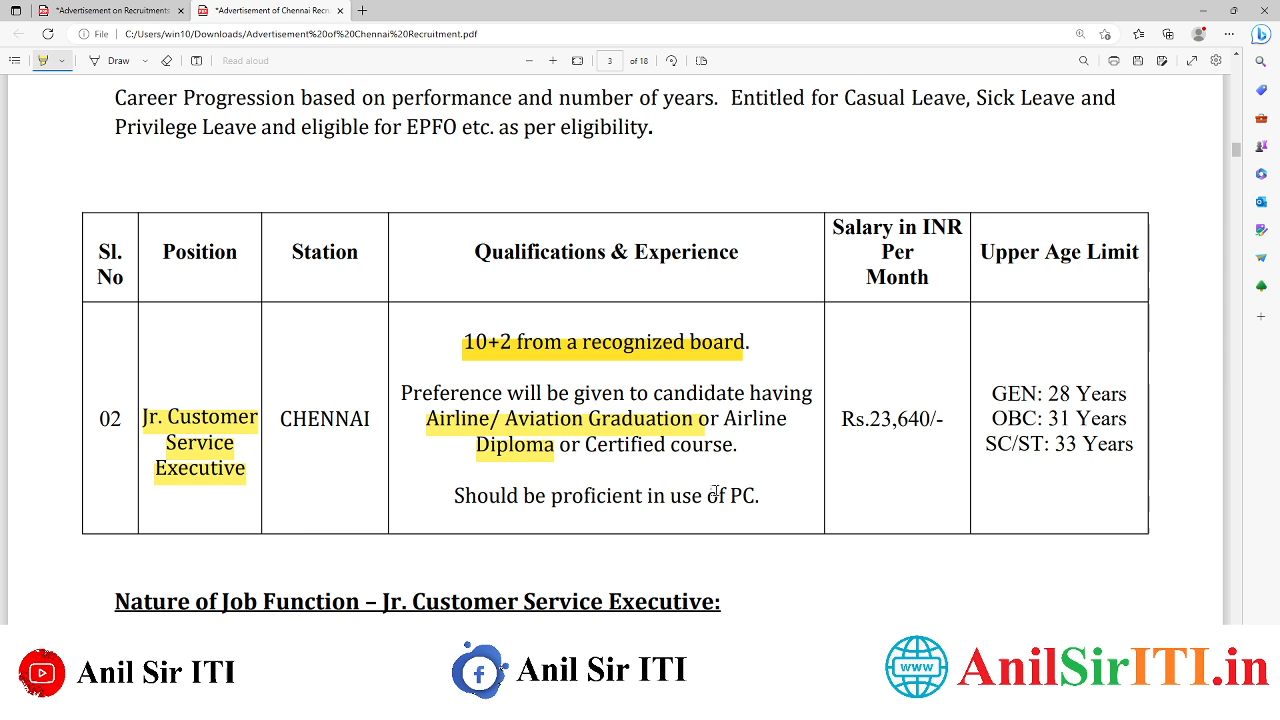 *Advertisement on Recruitments
*Advertisement of Chennai Recru
File
C:/Users/win10/Downloads/Advertisement%20of%20Chennai%20Recruitment.pdf
Draw
Read aloud
3 of 18
Career Progression based on performance and number of years. Entitled for Casual Leave, Sick Leave and
Privilege Leave and eligible for EPFO etc. as per eligibility.
Sl. No
Position
Station
Qualifications & Experience
Salary in INR
Per
Month
Upper Age Limit
02
Jr. Customer
Service
Executive
CHENNAI
10+2 from a recognized board.
Preference will be given to candidate having
Airline/ Aviation Graduation or Airline
Diploma or Certified course.
Should be proficient in use of PC.
Rs.23,640/-
GEN: 28 Years
OBC: 31 Years
SC/ST: 33 Years
Nature of Job Function – Jr. Customer Service Executive:
Anil Sir ITI
Anil Sir ITI
www
AnilSirITI.in